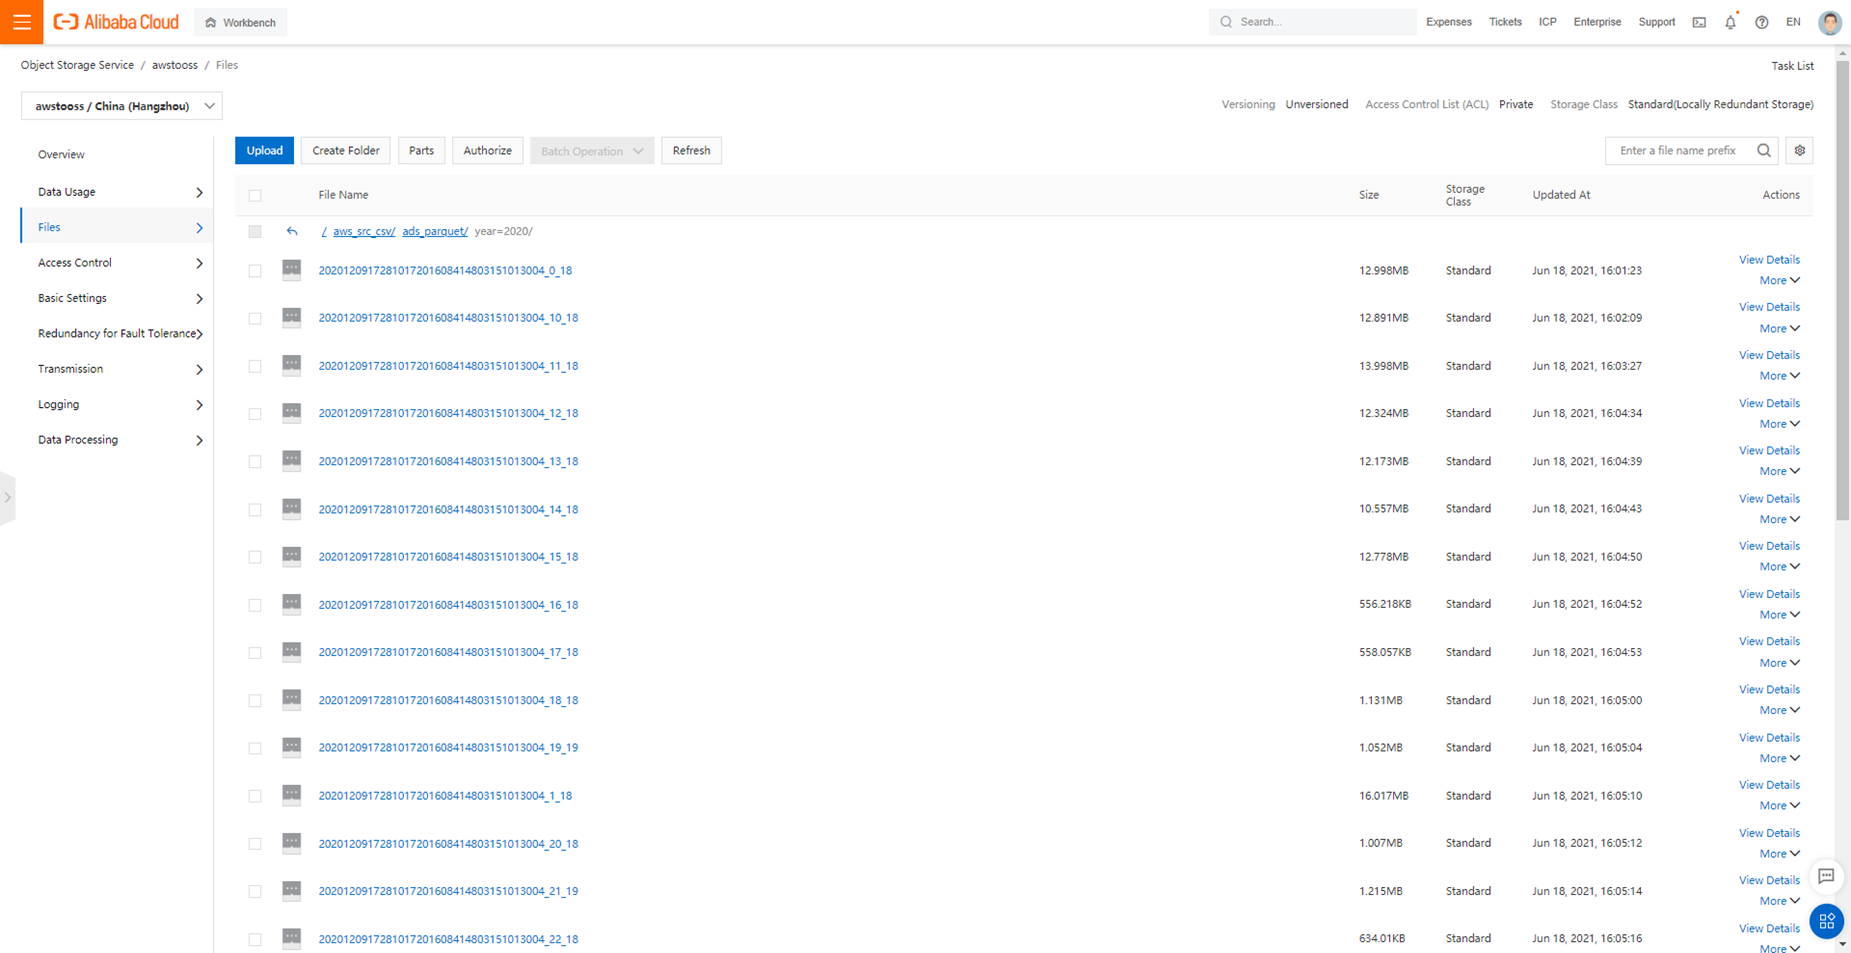 Alibaba Cloud Workbench Search... Expenses Tickets ICP Enterprise Support EN
Object Storage Service / awstooss / Files Task List
awstooss / China (Hangzhou) Versioning Unversioned Access Control List (ACL) Private Storage Class Standard(Locally Redundant Storage)
Overview
Data Usage
Files
Access Control
Basic Settings
Redundancy for Fault Tolerance
Transmission
Logging
Data Processing
Upload Create Folder Parts Authorize Batch Operation Refresh Enter a file name prefix
File Name Size Storage Class Updated At Actions
/ aws_src_csv/ ads_parquet/ year=2020/
20201209172810172016084148031510130​04_0_18 12.998MB Standard Jun 18, 2021, 16:01:23 View Details More
2020120917281017201608414803151013004_10_18 12.891MB Standard Jun 18, 2021, 16:02:09 View Details More
2020120917281017201608414803151013004_11_18 13.998MB Standard Jun 18, 2021, 16:03:27 View Details More
2020120917281017201608414803151013004_12_18 12.324MB Standard Jun 18, 2021, 16:04:34 View Details More
2020120917281017201608414803151013004_13_18 12.173MB Standard Jun 18, 2021, 16:04:39 View Details More
2020120917281017201608414803151013004_14_18 10.557MB Standard Jun 18, 2021, 16:04:43 View Details More
2020120917281017201608414803151013004_15_18 12.778MB Standard Jun 18, 2021, 16:04:50 View Details More
2020120917281017201608414803151013004_16_18 556.218KB Standard Jun 18, 2021, 16:04:52 View Details More
2020120917281017201608414803151013004_17_18 558.057KB Standard Jun 18, 2021, 16:04:53 View Details More
2020120917281017201608414803151013004_18_18 1.131MB Standard Jun 18, 2021, 16:05:00 View Details More
2020120917281017201608414803151013004_19_19 1.052MB Standard Jun 18, 2021, 16:05:04 View Details More
2020120917281017201608414803151013004_1_18 16.017MB Standard Jun 18, 2021, 16:05:10 View Details More
2020120917281017201608414803151013004_20_18 1.007MB Standard Jun 18, 2021, 16:05:12 View Details More
2020120917281017201608414803151013004_21_19 1.215MB Standard Jun 18, 2021, 16:05:14 View Details More
2020120917281017201608414803151013004_22_18 634.01KB Standard Jun 18, 2021, 16:05:16 View Details More